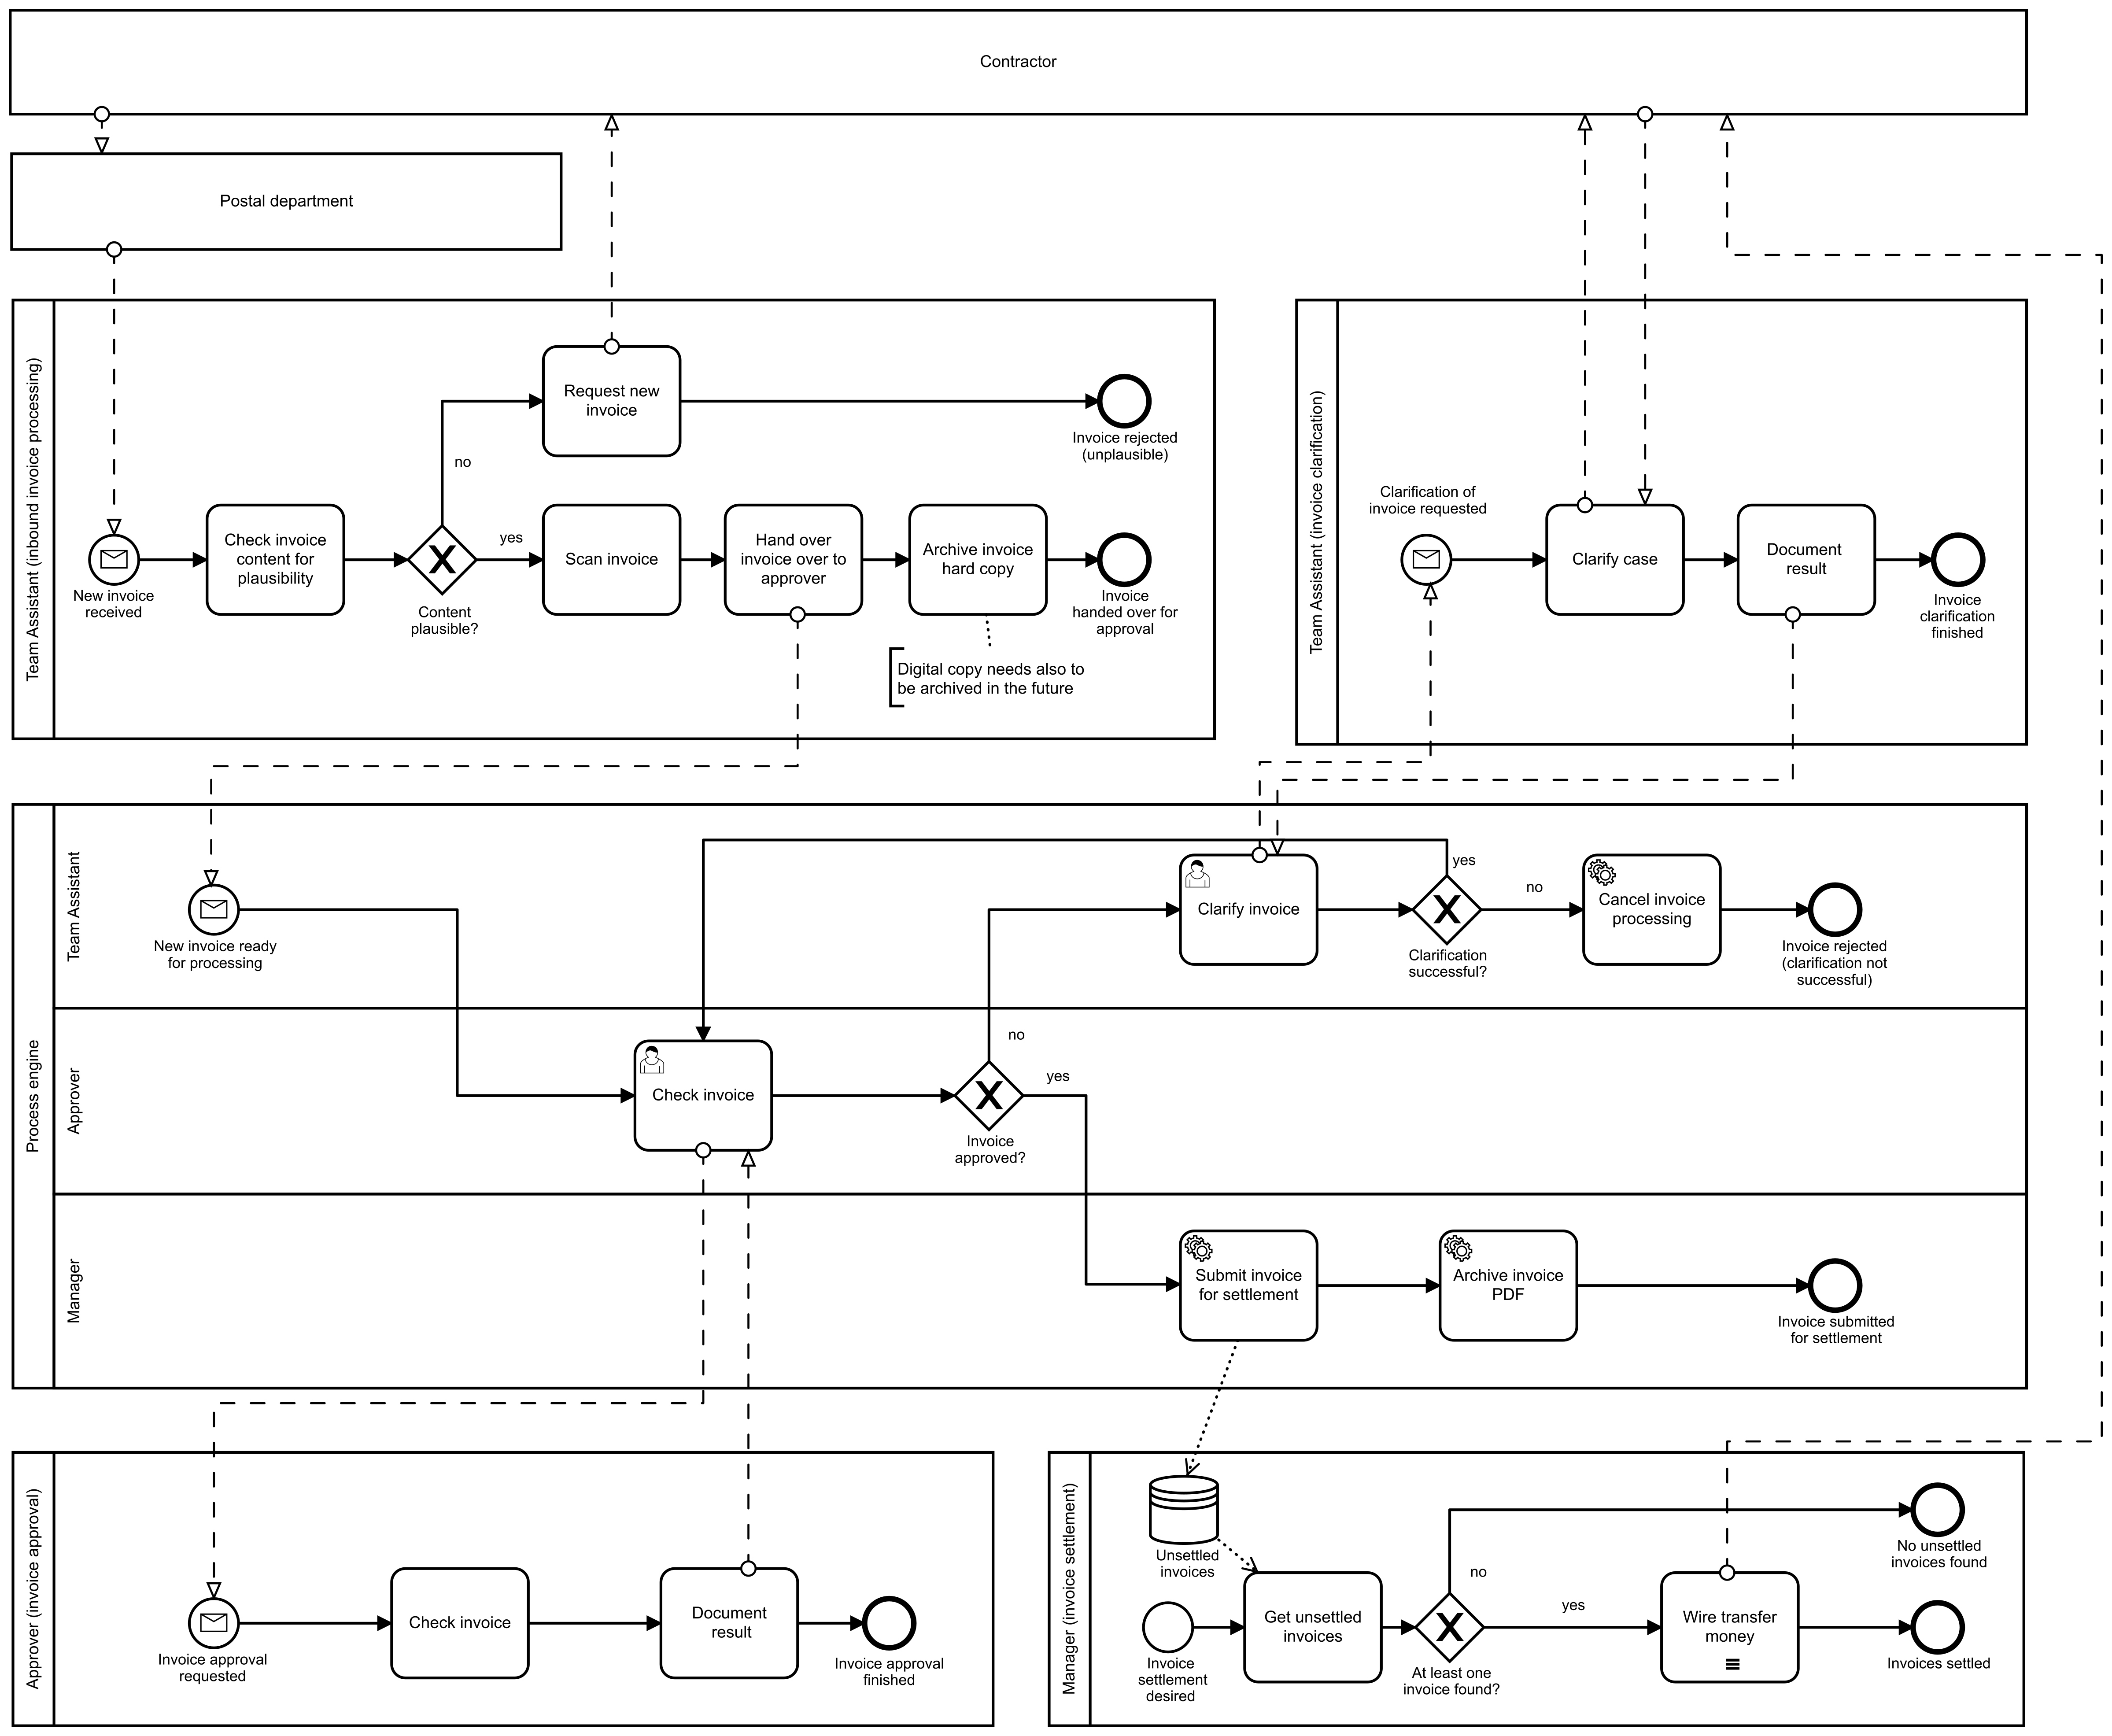 Contractor
Postal department
Team Assistant (inbound invoice processing)
Request new
invoice
Invoice rejected
(unplausible)
no
New invoice
received
Check invoice
content for
plausibility
Content
plausible?
yes
Scan invoice
Hand over
invoice over to
approver
Archive invoice
hard copy
Invoice
handed over for
approval
Digital copy needs also to
be archived in the future
Team Assistant (invoice clarification)
Clarification of
invoice requested
Clarify case
Document
result
Invoice
clarification
finished
Process engine
Team Assistant
New invoice ready
for processing
Clarify invoice
yes
Clarification
successful?
no
Cancel invoice
processing
Invoice rejected
(clarification not
successful)
Approver
Check invoice
no
yes
Invoice
approved?
Manager
Submit invoice
for settlement
Archive invoice
PDF
Invoice submitted
for settlement
Approver (invoice approval)
Invoice approval
requested
Check invoice
Document
result
Invoice approval
finished
Manager (invoice settlement)
Unsettled
invoices
Invoice
settlement
desired
Get unsettled
invoices
At least one
invoice found?
no
yes
Wire transfer
money
No unsettled
invoices found
Invoices settled